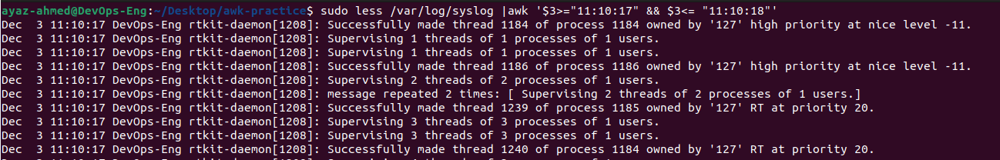 ayaz-ahmed@DevOps-Eng:~/Desktop/awk-practice$ sudo less /var/log/syslog |awk '$3>="11:10:17" && $3<= "11:10:18"'
Dec  3 11:10:17 DevOps-Eng rtkit-daemon[1208]: Successfully made thread 1184 of process 1184 owned by '127' high priority at nice level -11.
Dec  3 11:10:17 DevOps-Eng rtkit-daemon[1208]: Supervising 1 threads of 1 processes of 1 users.
Dec  3 11:10:17 DevOps-Eng rtkit-daemon[1208]: Supervising 1 threads of 1 processes of 1 users.
Dec  3 11:10:17 DevOps-Eng rtkit-daemon[1208]: Successfully made thread 1186 of process 1186 owned by '127' high priority at nice level -11.
Dec  3 11:10:17 DevOps-Eng rtkit-daemon[1208]: Supervising 2 threads of 2 processes of 1 users.
Dec  3 11:10:17 DevOps-Eng rtkit-daemon[1208]: message repeated 2 times: [ Supervising 2 threads of 2 processes of 1 users.]
Dec  3 11:10:17 DevOps-Eng rtkit-daemon[1208]: Successfully made thread 1239 of process 1185 owned by '127' RT at priority 20.
Dec  3 11:10:17 DevOps-Eng rtkit-daemon[1208]: Supervising 3 threads of 3 processes of 1 users.
Dec  3 11:10:17 DevOps-Eng rtkit-daemon[1208]: Supervising 3 threads of 3 processes of 1 users.
Dec  3 11:10:17 DevOps-Eng rtkit-daemon[1208]: Successfully made thread 1240 of process 1184 owned by '127' RT at priority 20.